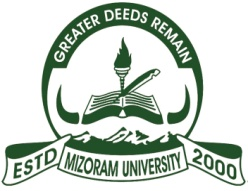 GREATER DEEDS REMAIN
ESTD MIZORAM UNIVERSITY 2000